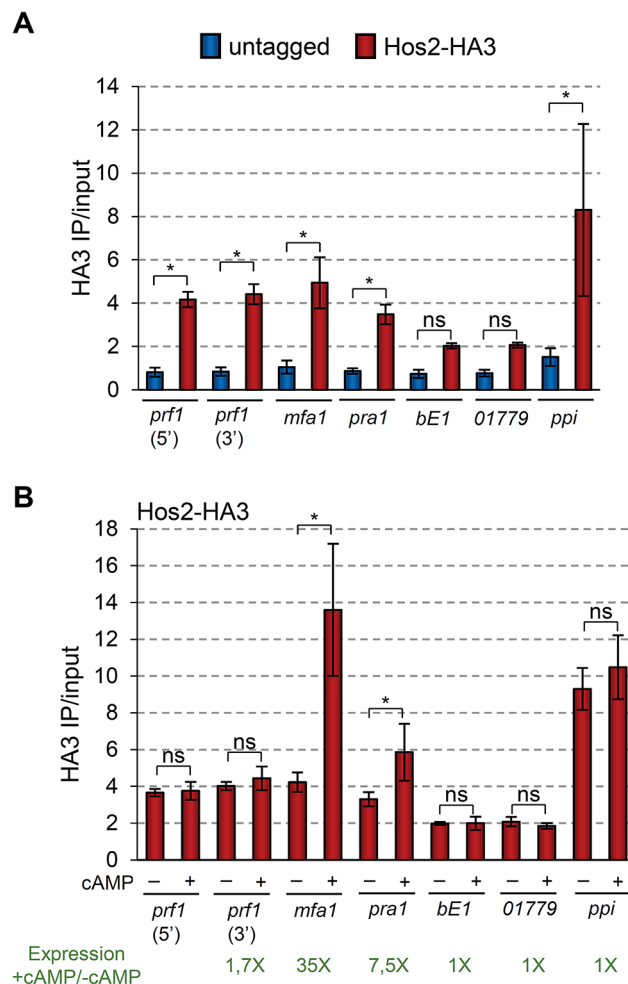 A
untagged Hos2-HA3
14
12
10
8
6
4
2
0
HA3 IP/input
* * * * ns ns *
prf1 prf1 mfa1 pra1 bE1 01779 ppi
(5’) (3’)
B
Hos2-HA3
18
16
14
12
10
8
6
4
2
0
HA3 IP/input
ns ns * * ns ns ns
cAMP – + – + – + – + – + – + – +
prf1 prf1 mfa1 pra1 bE1 01779 ppi
(5’) (3’)
Expression
+cAMP/-cAMP
1,7X 35X 7,5X 1X 1X 1X